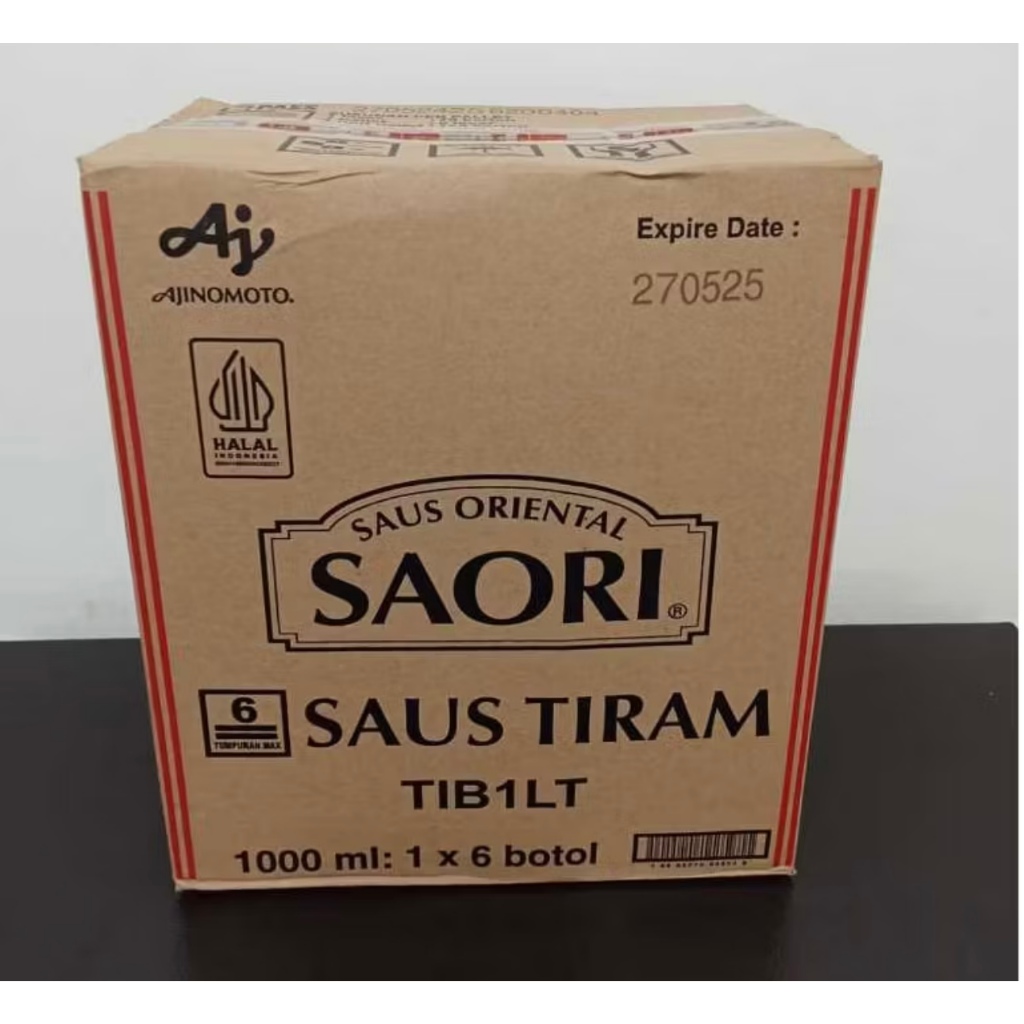 Aj
AJINOMOTO.
Expire Date :
270525
HALAL
INDONESIA
SAUS ORIENTAL
SAORI®
6
TUMPUKAN MAX
SAUS TIRAM
TIB1LT
1000 ml: 1 x 6 botol